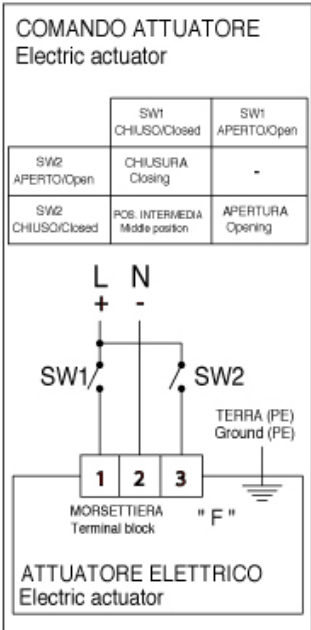 COMANDO ATTUATORE
Electric actuator
SW1
CHIUSO/Closed
SW1
APERTO/Open
SW2
APERTO/Open
CHIUSURA
Closing
-
SW2
CHIUSO/Closed
POS. INTERMEDIA
Middle position
APERTURA
Opening
L N
+ -
SW1 SW2
TERRA (PE)
Ground (PE)
1 2 3
MORSETTIERA
Terminal block
" F "
ATTUATORE ELETTRICO
Electric actuator